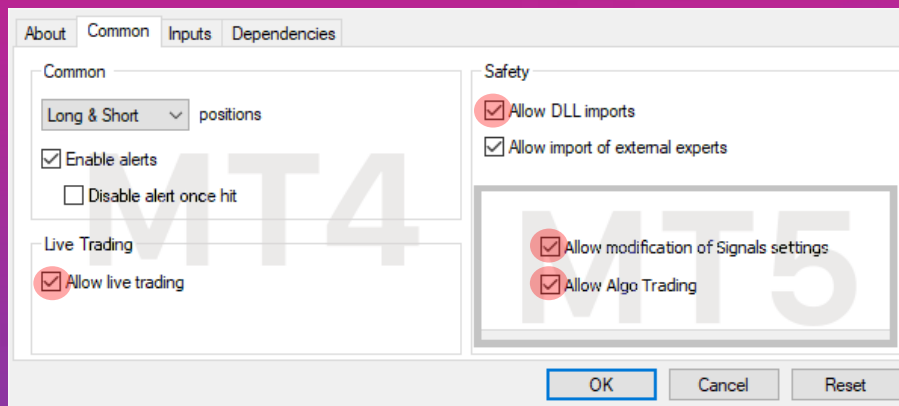 About Common Inputs Dependencies
Common
Long & Short positions
Enable alerts
Disable alert once hit
MT4
Live Trading
Allow live trading
Safety
Allow DLL imports
Allow import of external experts
MT5
Allow modification of Signals settings
Allow Algo Trading
OK Cancel Reset